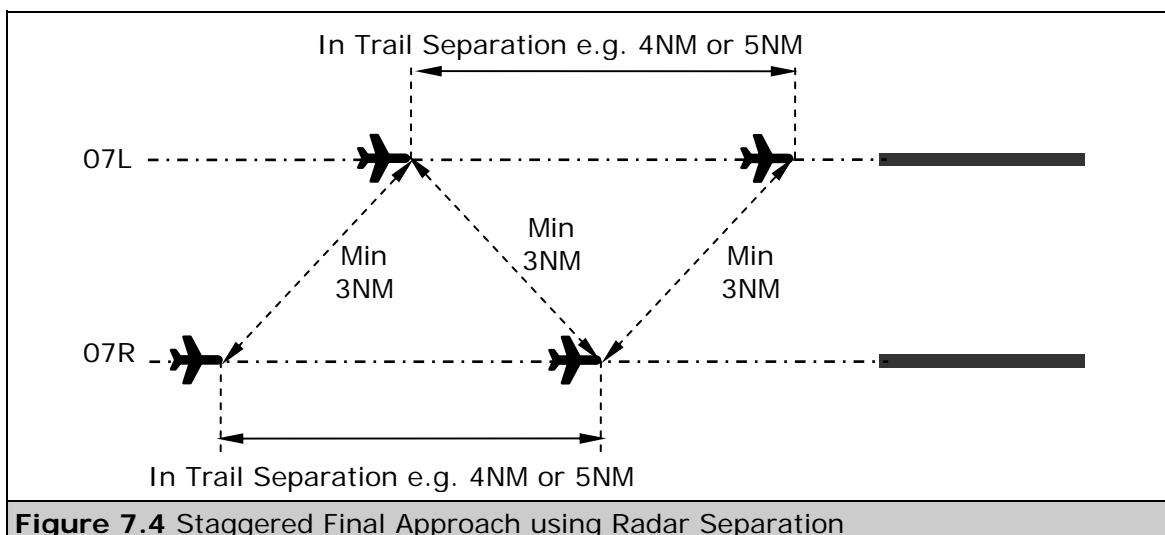 In Trail Separation e.g. 4NM or 5NM
07L
Min
3NM
Min
3NM
Min
3NM
07R
In Trail Separation e.g. 4NM or 5NM
Figure 7.4 Staggered Final Approach using Radar Separation